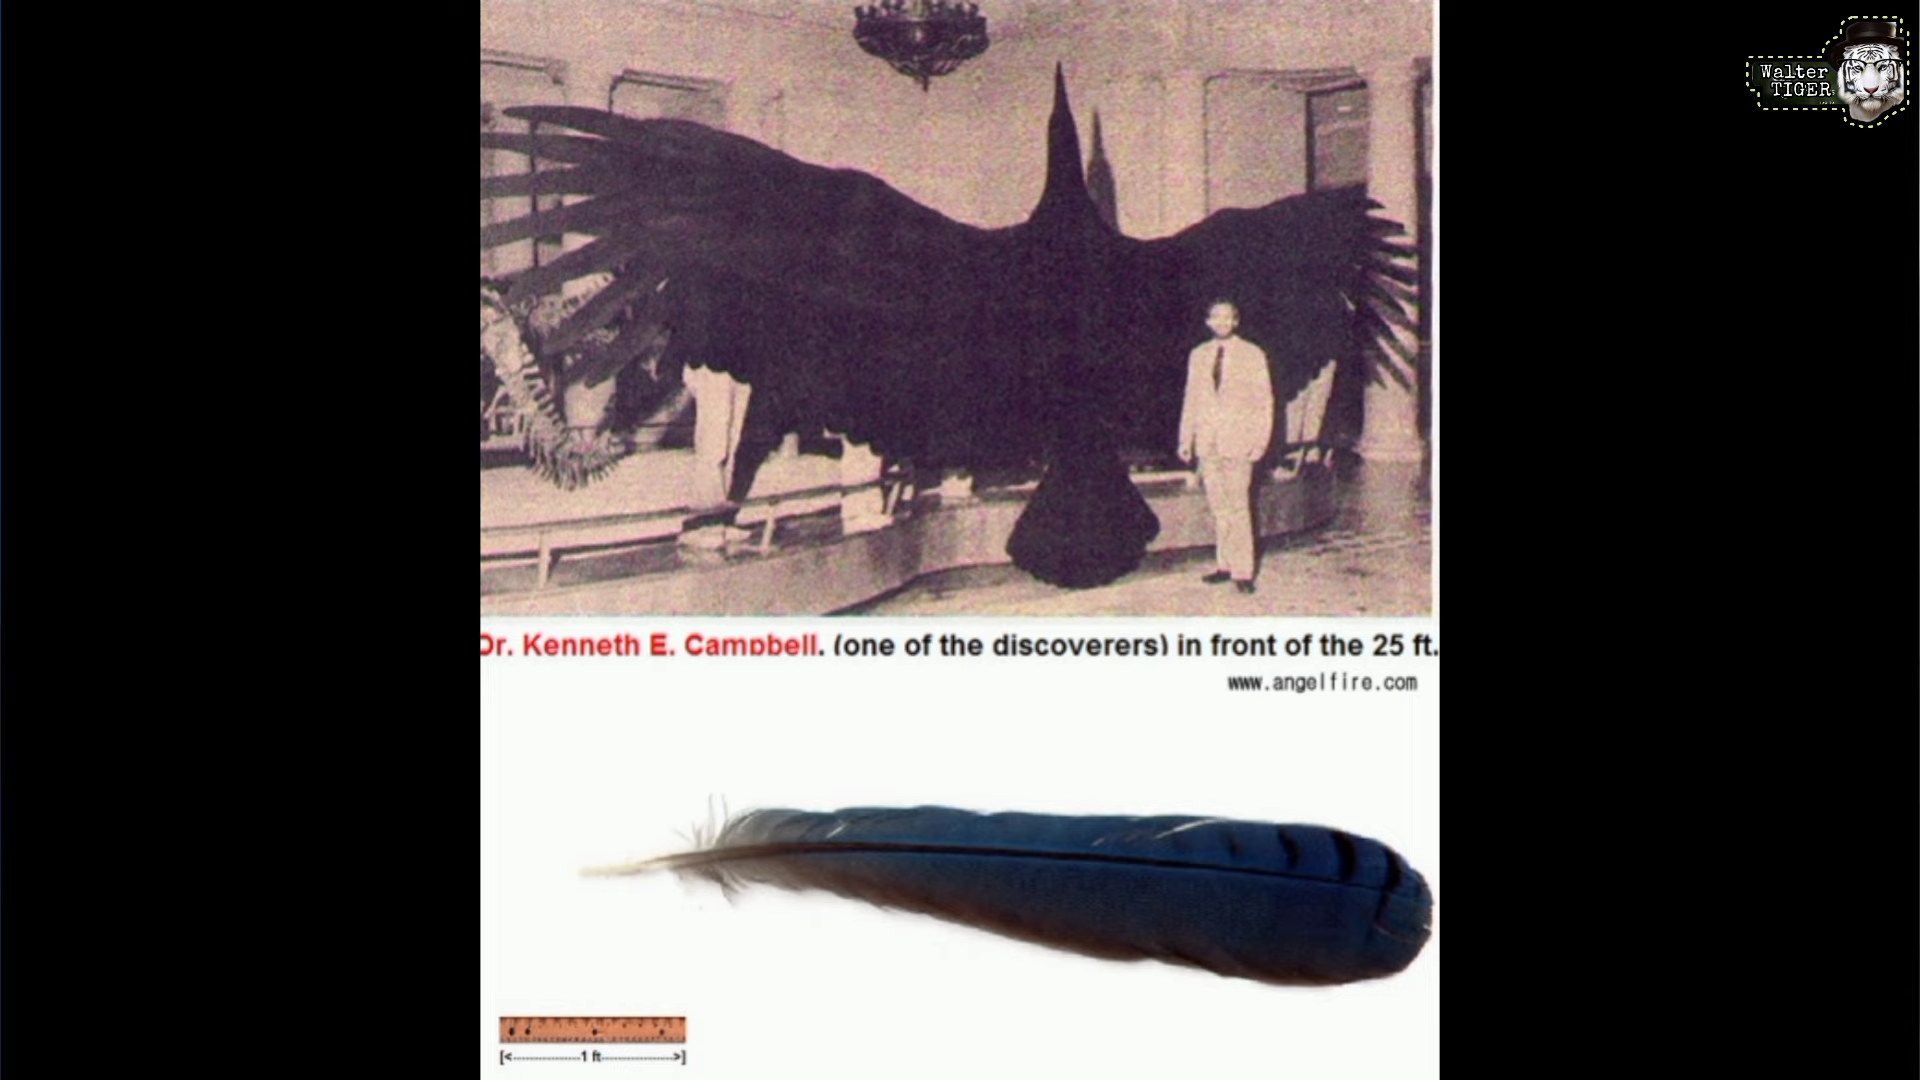 Walter
TIGER
Dr. Kenneth E. Campbell. (one of the discoverers) in front of the 25 ft.
www.angelfire.com
[<----------------1 ft----------------->]